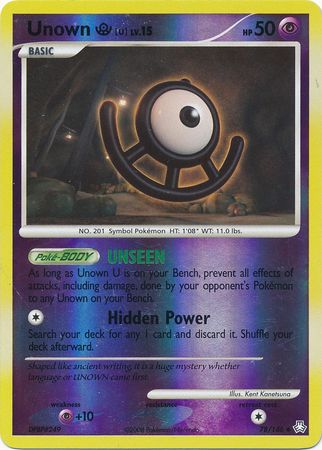 Unown [U] LV.15 HP 50
BASIC
NO. 201 Symbol Pokémon HT: 1'08" WT: 11.0 lbs.
Poké-BODY UNSEEN
As long as Unown U is on your Bench, prevent all effects of
attacks, including damage, done by your opponent's Pokémon
to any Unown on your Bench.
Hidden Power
Search your deck for any 1 card and discard it. Shuffle your
deck afterward.
Shaped like ancient writing, it is a huge mystery whether
language or UNOWN came first.
Illus. Kent Kanetsuna
weakness resistance retreat cost
+10
DPBP#249 ©2008 Pokémon/Nintendo 78/146